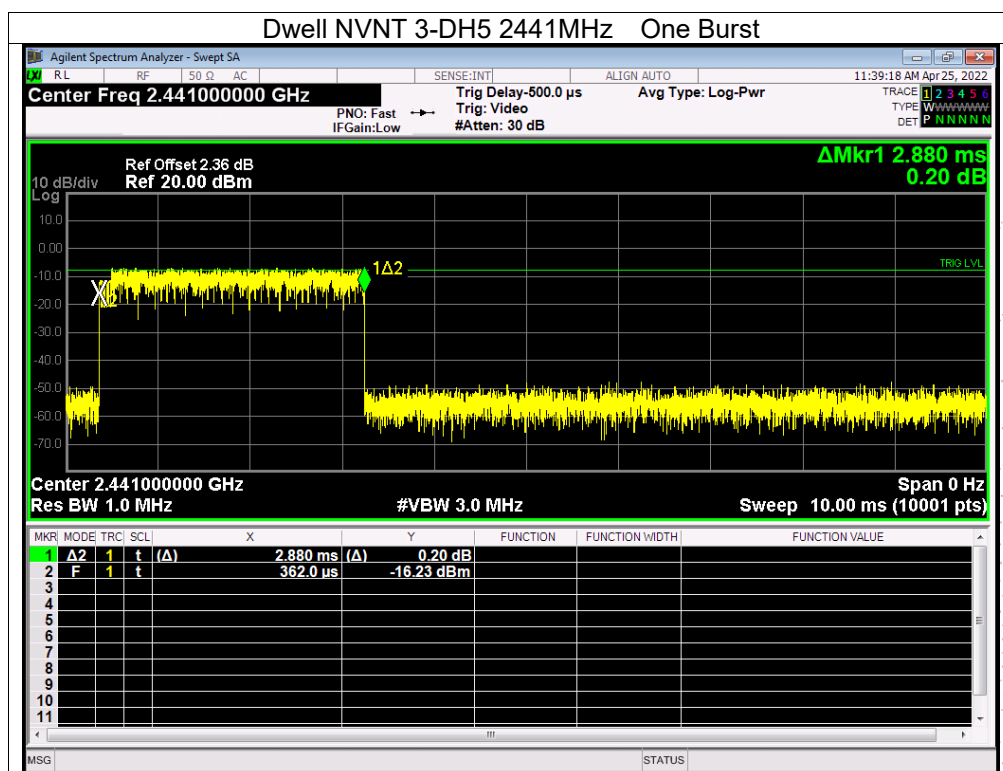 Dwell NVNT 3-DH5 2441MHz One Burst
Agilent Spectrum Analyzer - Swept SA
LXI RL RF 50 Ω AC SENSE:INT ALIGN AUTO 11:39:18 AM Apr 25, 2022
Center Freq 2.441000000 GHz
PNO: Fast
IFGain:Low
Trig Delay-500.0 µs
Trig: Video
#Atten: 30 dB
Avg Type: Log-Pwr
TRACE 1 2 3 4 5 6
TYPE WWWWWWW
DET P N N N N N
ΔMkr1 2.880 ms
0.20 dB
Ref Offset 2.36 dB
10 dB/div Ref 20.00 dBm
Log
10.0
0.00
-10.0
-20.0
-30.0
-40.0
-50.0
-60.0
-70.0
1Δ2
TRIG LVL
Center 2.441000000 GHz Span 0 Hz
Res BW 1.0 MHz #VBW 3.0 MHz Sweep 10.00 ms (10001 pts)
MKR MODE TRC SCL X Y FUNCTION FUNCTION WIDTH FUNCTION VALUE
1 Δ2 1 t (Δ) 2.880 ms (Δ) 0.20 dB
2 F 1 t 362.0 µs -16.23 dBm
3
4
5
6
7
8
9
10
11
MSG STATUS